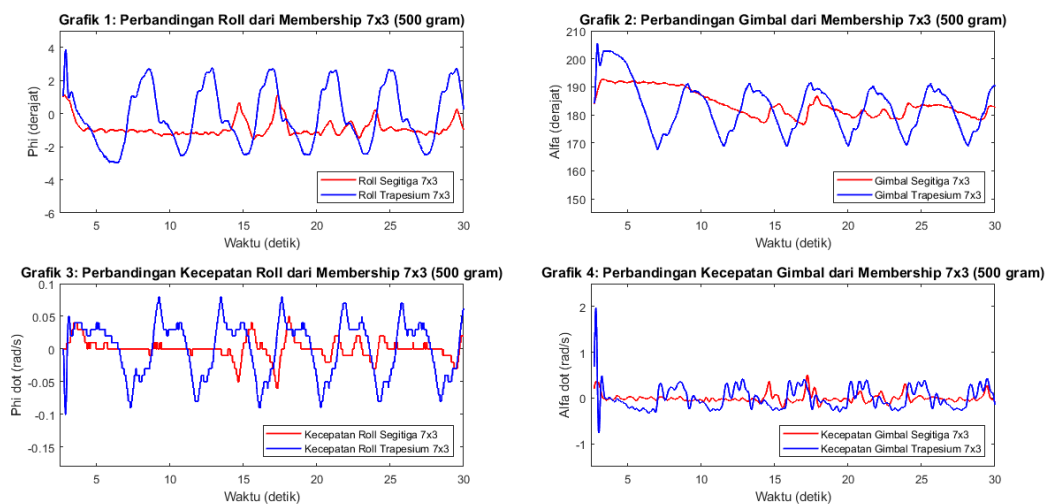 Grafik 1: Perbandingan Roll dari Membership 7x3 (500 gram)
4
2
0
-2
-4
-6
Phi (derajat)
5
10
15
20
25
30
Waktu (detik)
Roll Segitiga 7x3
Roll Trapesium 7x3
Grafik 2: Perbandingan Gimbal dari Membership 7x3 (500 gram)
210
200
190
180
170
160
150
Alfa (derajat)
5
10
15
20
25
30
Waktu (detik)
Gimbal Segitiga 7x3
Gimbal Trapesium 7x3
Grafik 3: Perbandingan Kecepatan Roll dari Membership 7x3 (500 gram)
0.1
0.05
0
-0.05
-0.1
-0.15
Phi dot (rad/s)
5
10
15
20
25
30
Waktu (detik)
Kecepatan Roll Segitiga 7x3
Kecepatan Roll Trapesium 7x3
Grafik 4: Perbandingan Kecepatan Gimbal dari Membership 7x3 (500 gram)
2
1
0
-1
Alfa dot (rad/s)
5
10
15
20
25
30
Waktu (detik)
Kecepatan Gimbal Segitiga 7x3
Kecepatan Gimbal Trapesium 7x3